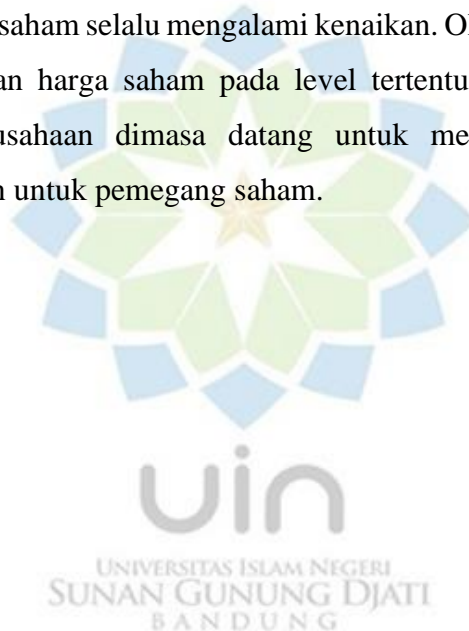 saham selalu mengalami kenaikan.
an harga saham pada level tertentu
usahaan dimasa datang untuk me
n untuk pemegang saham.
uin
UNIVERSITAS ISLAM NEGERI
SUNAN GUNUNG DJATI
BANDUNG